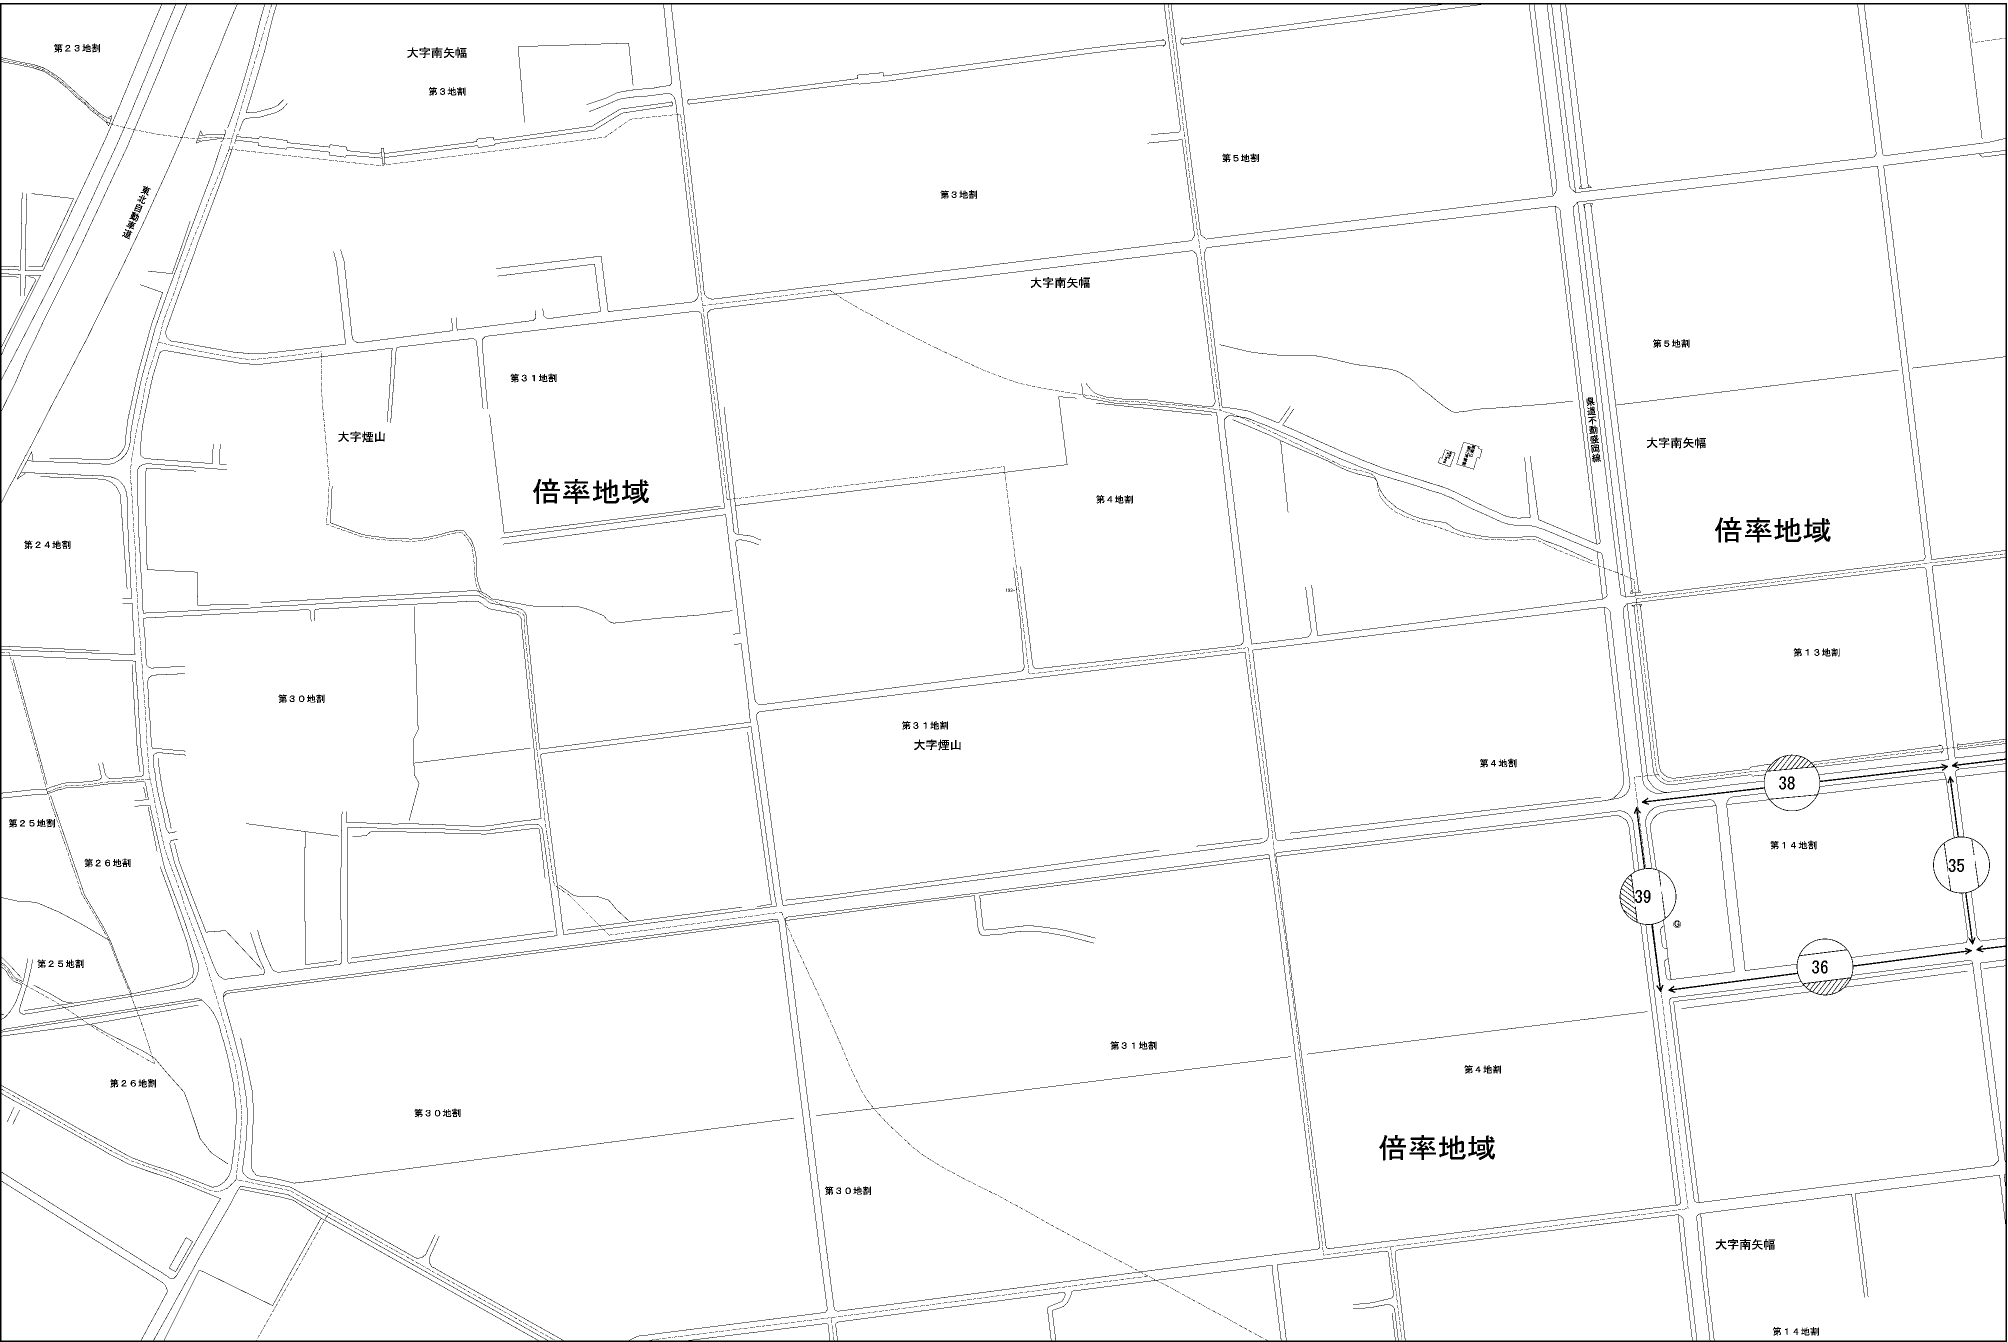 第23地割
大字南矢幅
第3地割
第5地割
第3地割
東北自動車道
大字南矢幅
第5地割
第31地割
県道不動盛岡線
大字煙山
大字南矢幅
倍率地域
第4地割
倍率地域
第24地割
第13地割
第30地割
第31地割
大字煙山
第4地割
38
第25地割
第14地割
第26地割
35
39
G
第25地割
36
第31地割
第4地割
第26地割
第30地割
倍率地域
第30地割
大字南矢幅
第14地割